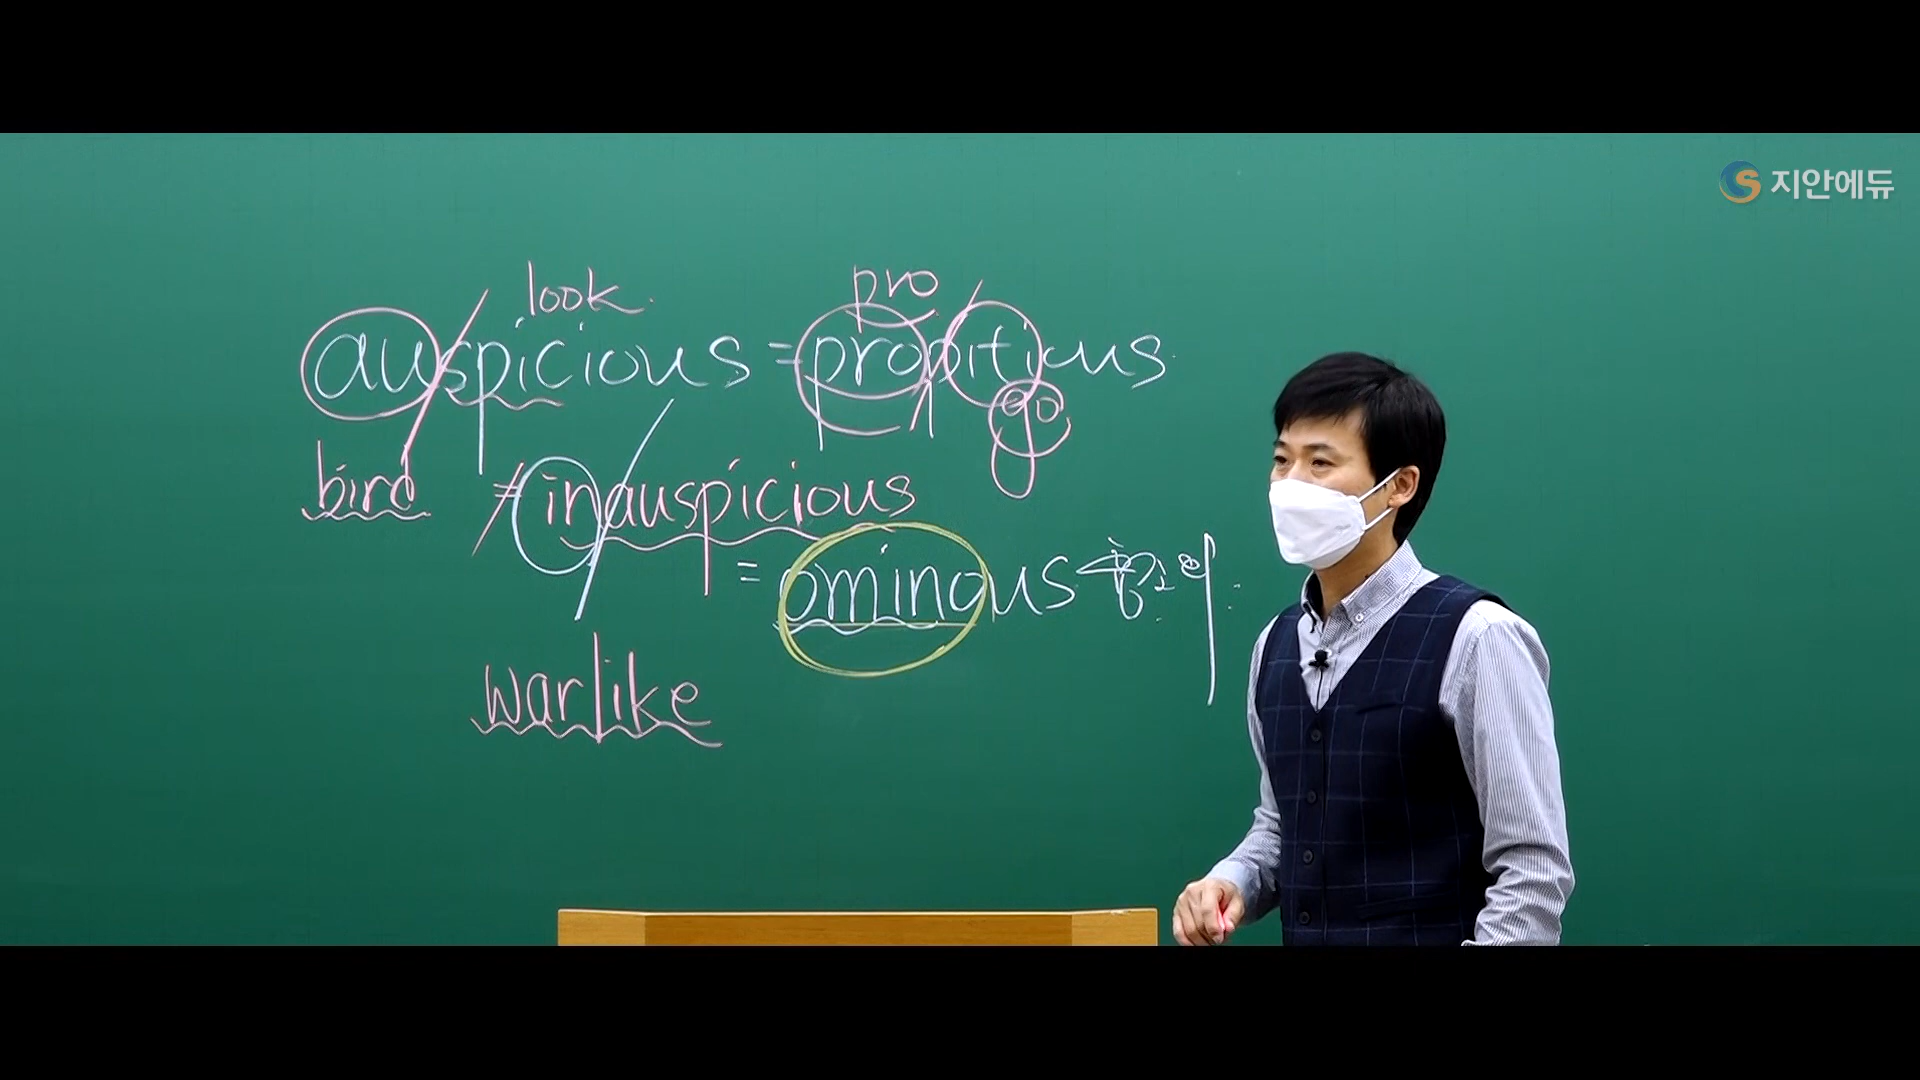 지안에듀
look. pro
auspicious = propitious
go
bird ≠ inauspicious
= ominous
warlike